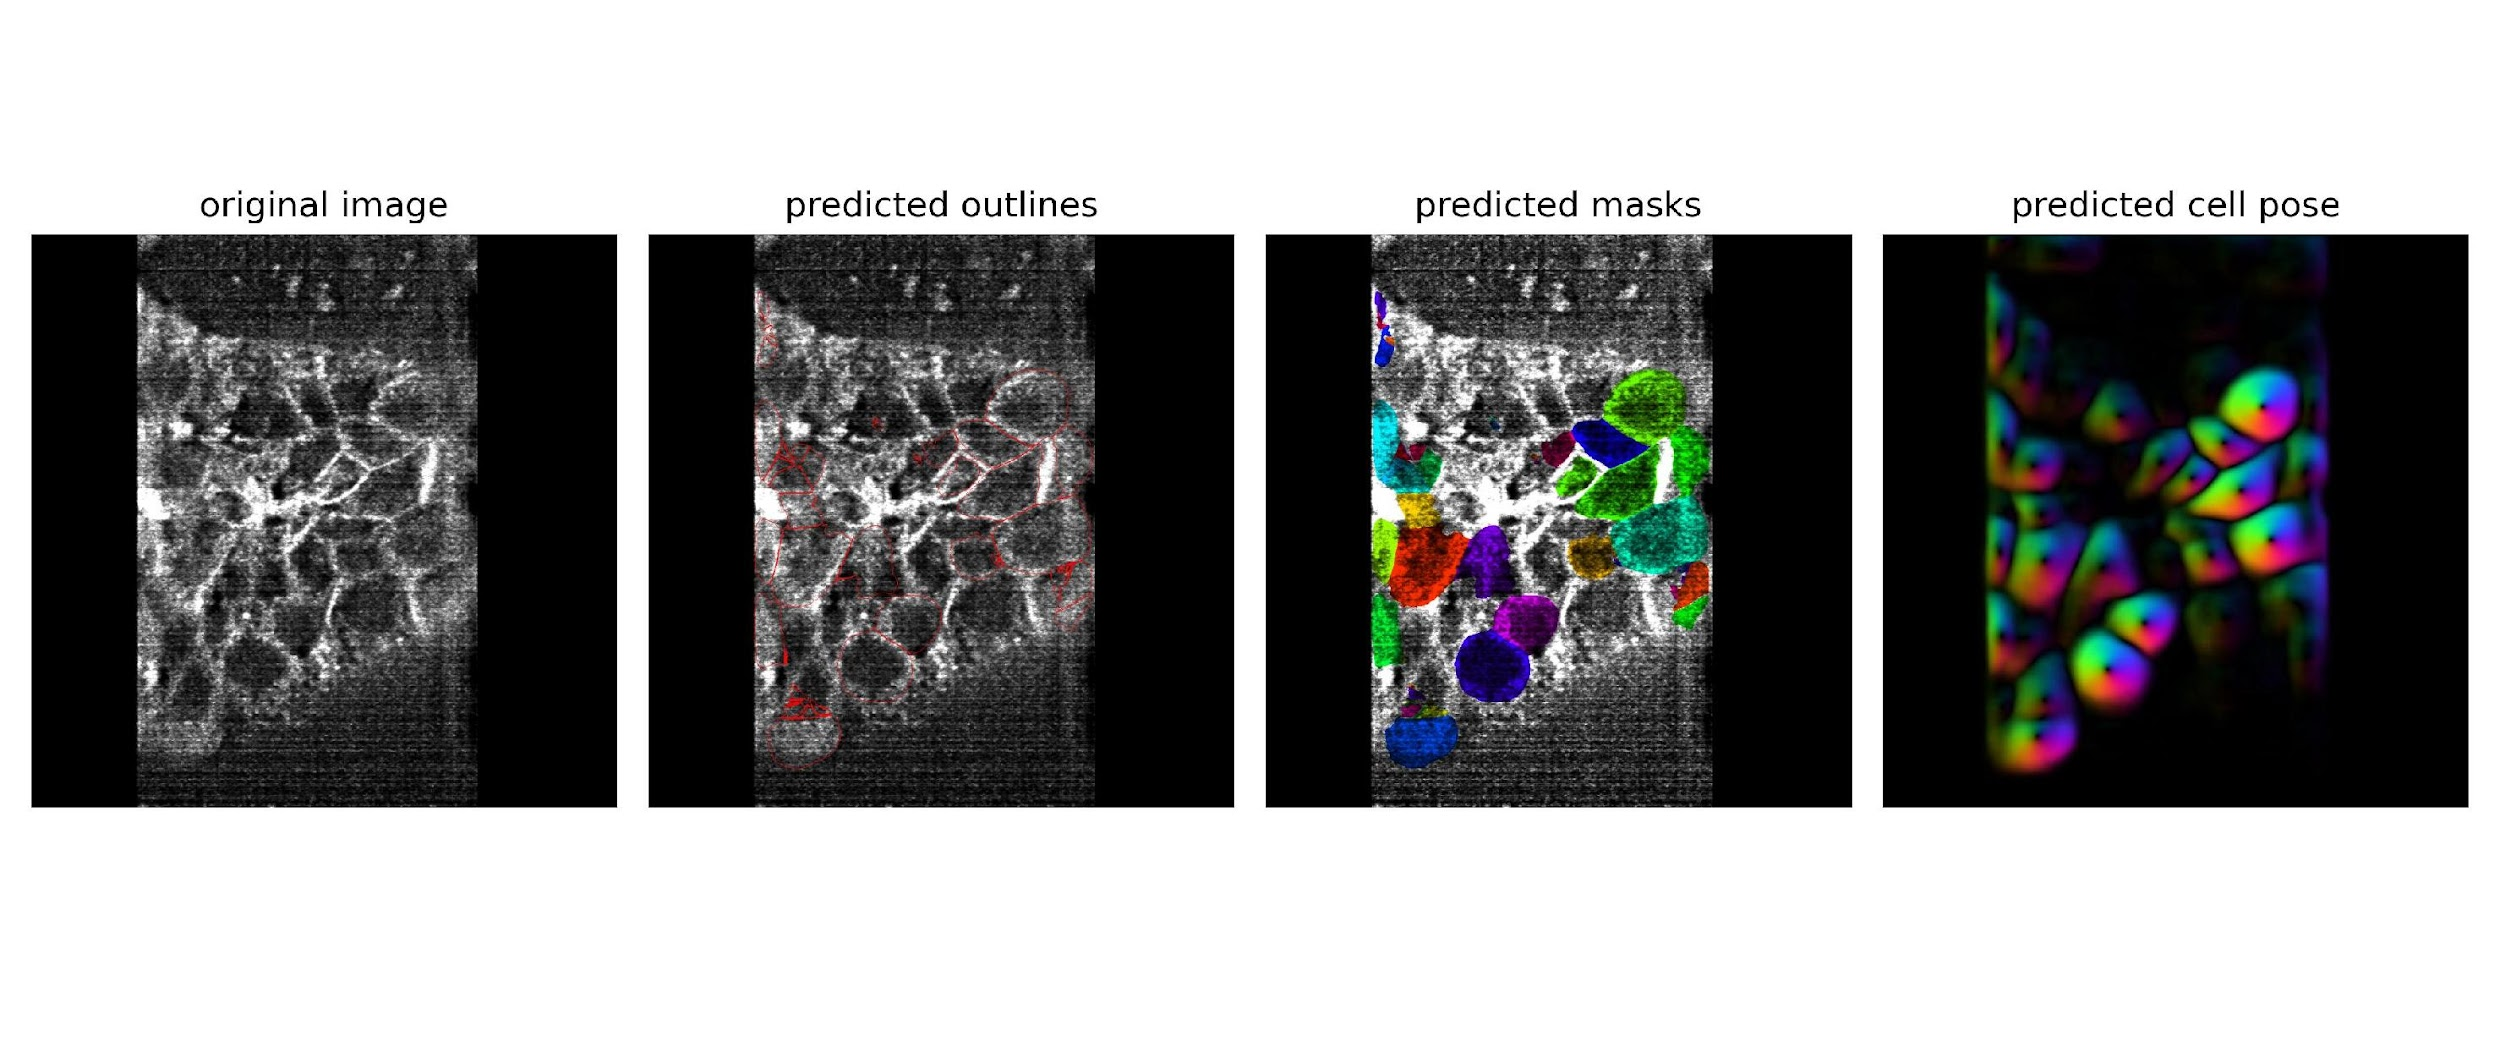 original image
predicted outlines
predicted masks
predicted cell pose